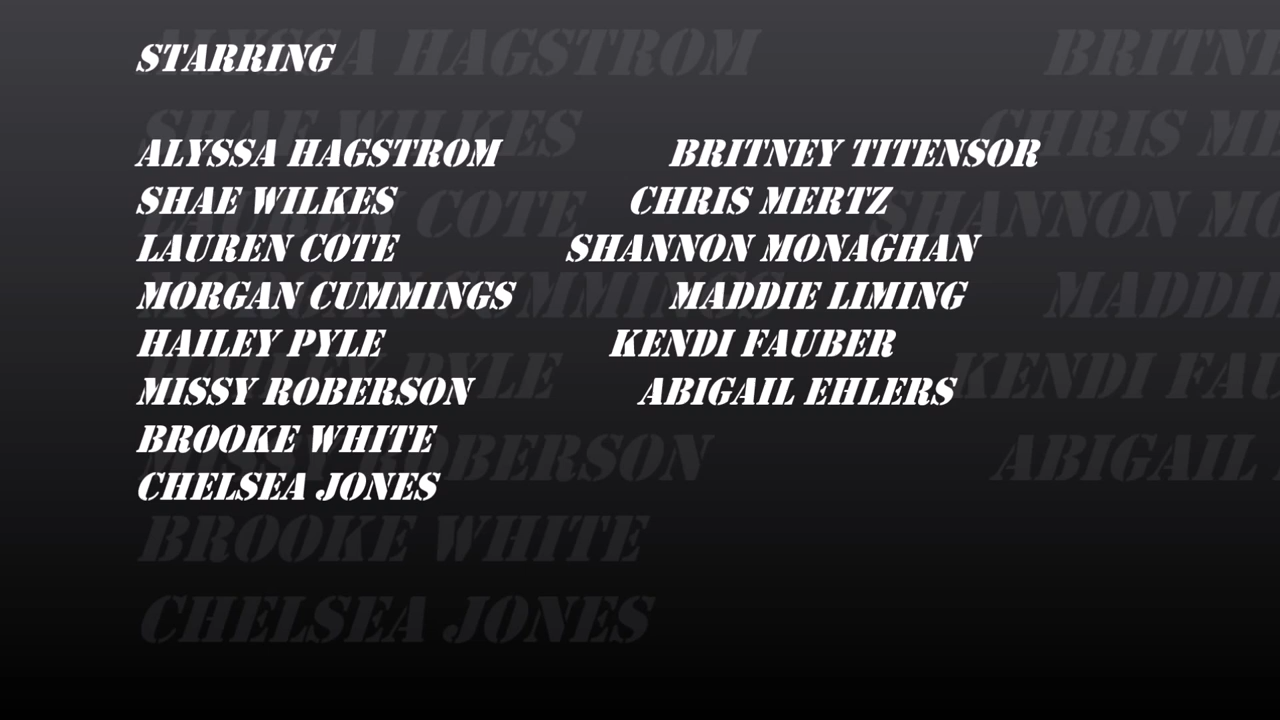 STARRING
ALYSSA HAGSTROM BRITNEY TITENSOR
SHAE WILKES CHRIS MERTZ
LAUREN COTE SHANNON MONAGHAN
MORGAN CUMMINGS MADDIE LIMING
HAILEY PYLE KENDI FAUBER
MISSY ROBERSON ABIGAIL EHLERS
BROOKE WHITE
CHELSEA JONES